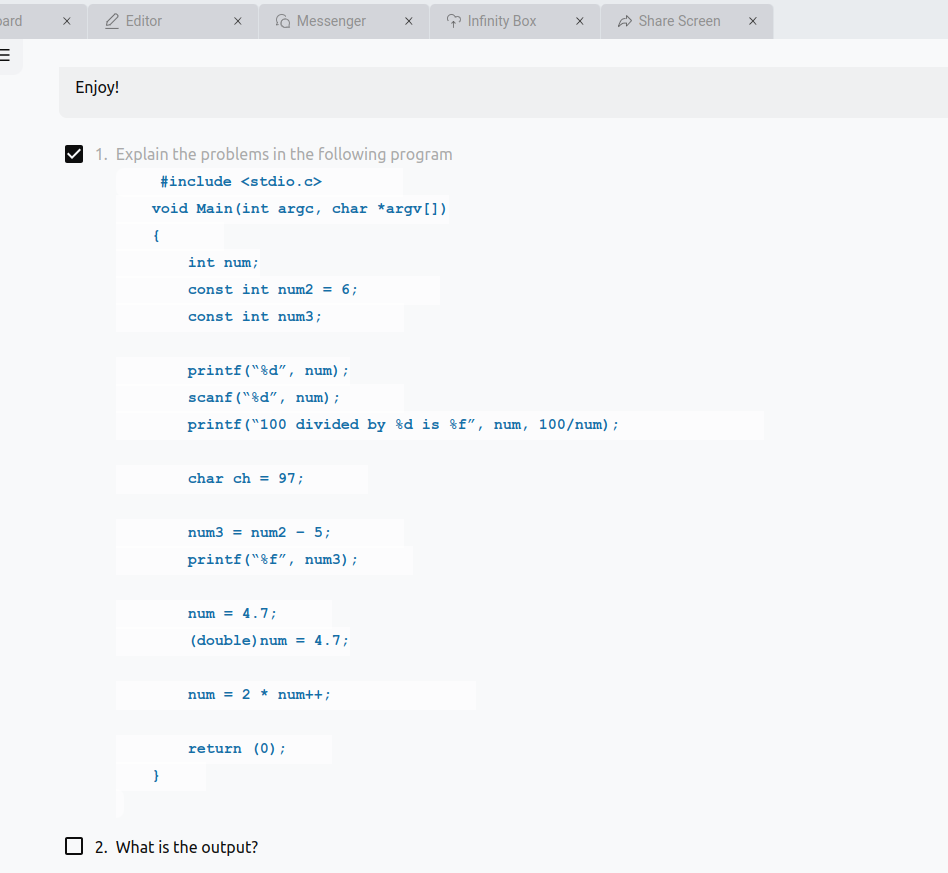 Editor
Messenger
Infinity Box
Share Screen
Enjoy!
1. Explain the problems in the following program
#include <stdio.c>
void Main(int argc, char *argv[])
{
int num;
const int num2 = 6;
const int num3;
printf(“%d”, num);
scanf(“%d”, num);
printf(“100 divided by %d is %f”, num, 100/num);
char ch = 97;
num3 = num2 – 5;
printf(“%f”, num3);
num = 4.7;
(double)num = 4.7;
num = 2 * num++;
return (0);
}
2. What is the output?